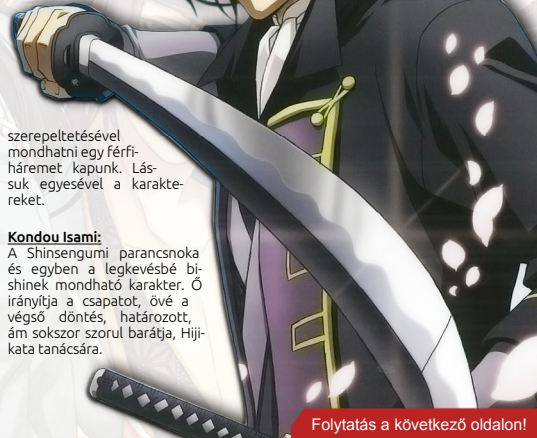 szerepeltetésével
mondhatni egy férfi-
háremet kapunk. Lás-
suk egyesével a karakte-
reket.
Kondou Isami:
A Shinsengumi parancsnoka
és egyben a legkevésbé bi-
shinek mondható karakter. Ő
irányítja a csapatot, övé a
végső döntés, határozott,
ám sokszor szorul barátja, Hiji-
kata tanácsára.
Folytatás a következő oldalon!